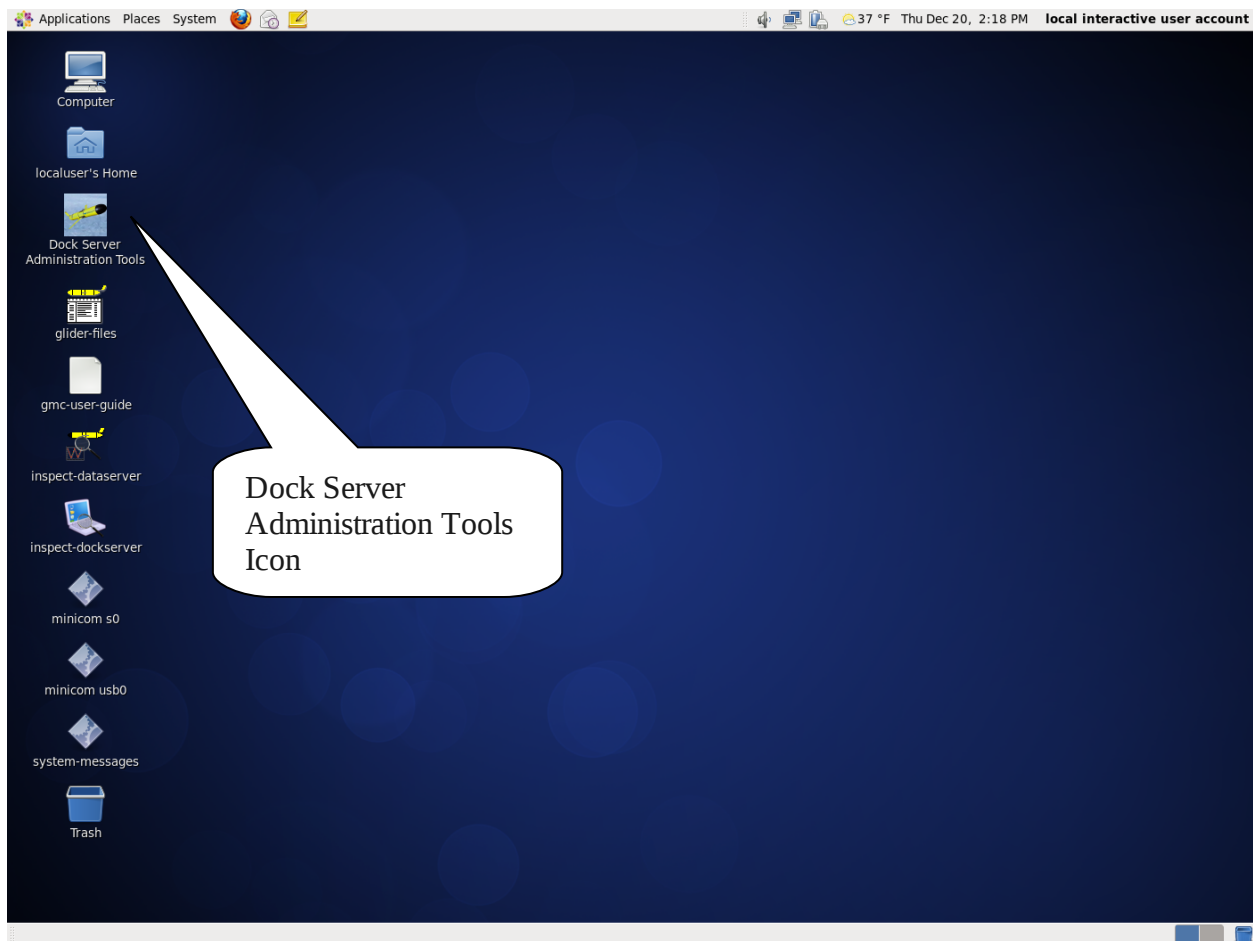 Applications Places System 37 °F Thu Dec 20, 2:18 PM local interactive user account
Computer
localuser's Home
Dock Server
Administration Tools
glider-files
gmc-user-guide
inspect-dataserver
inspect-dockserver
minicom s0
minicom usb0
system-messages
Trash
Dock Server
Administration Tools
Icon